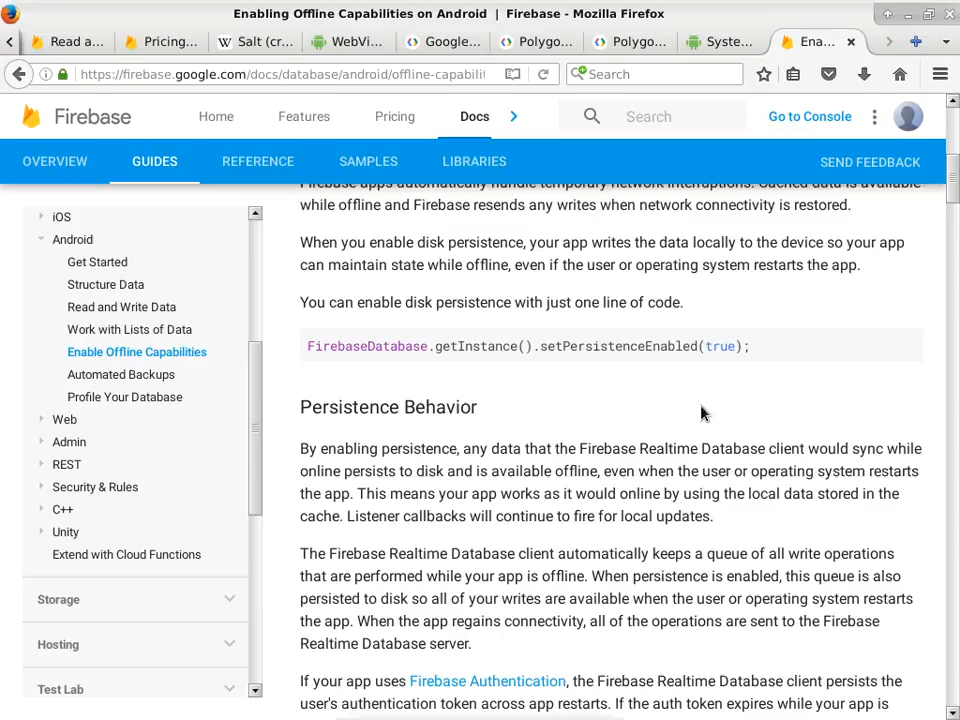 Enabling Offline Capabilities on Android | Firebase - Mozilla Firefox
Read a...
Pricing...
Salt (cr...
WebVi...
Google...
Polygo...
Polygo...
Syste...
Ena...
https://firebase.google.com/docs/database/android/offline-capabilit
Search
Firebase
Home
Features
Pricing
Docs
Search
Go to Console
OVERVIEW
GUIDES
REFERENCE
SAMPLES
LIBRARIES
SEND FEEDBACK
iOS
Android
Get Started
Structure Data
Read and Write Data
Work with Lists of Data
Enable Offline Capabilities
Automated Backups
Profile Your Database
Web
Admin
REST
Security & Rules
C++
Unity
Extend with Cloud Functions
Storage
Hosting
Test Lab
Firebase apps automatically handle temporary network interruptions. Cached data is available
while offline and Firebase resends any writes when network connectivity is restored.
When you enable disk persistence, your app writes the data locally to the device so your app
can maintain state while offline, even if the user or operating system restarts the app.
You can enable disk persistence with just one line of code.
FirebaseDatabase.getInstance().setPersistenceEnabled(true);
Persistence Behavior
By enabling persistence, any data that the Firebase Realtime Database client would sync while
online persists to disk and is available offline, even when the user or operating system restarts
the app. This means your app works as it would online by using the local data stored in the
cache. Listener callbacks will continue to fire for local updates.
The Firebase Realtime Database client automatically keeps a queue of all write operations
that are performed while your app is offline. When persistence is enabled, this queue is also
persisted to disk so all of your writes are available when the user or operating system restarts
the app. When the app regains connectivity, all of the operations are sent to the Firebase
Realtime Database server.
If your app uses Firebase Authentication, the Firebase Realtime Database client persists the
user's authentication token across app restarts. If the auth token expires while your app is